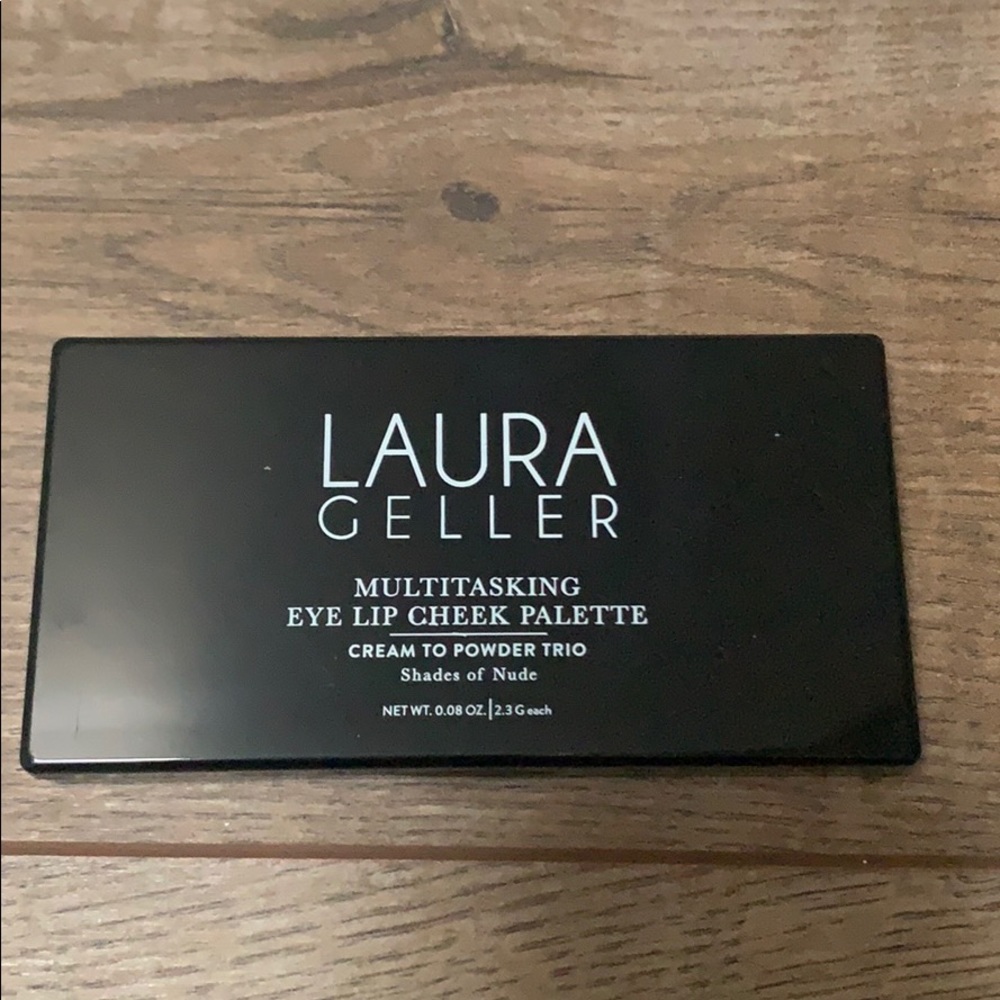 LAURA
GELLER
MULTITASKING
EYE LIP CHEEK PALETTE
CREAM TO POWDER TRIO
Shades of Nude
NET WT. 0.08 OZ.|2.3 G each